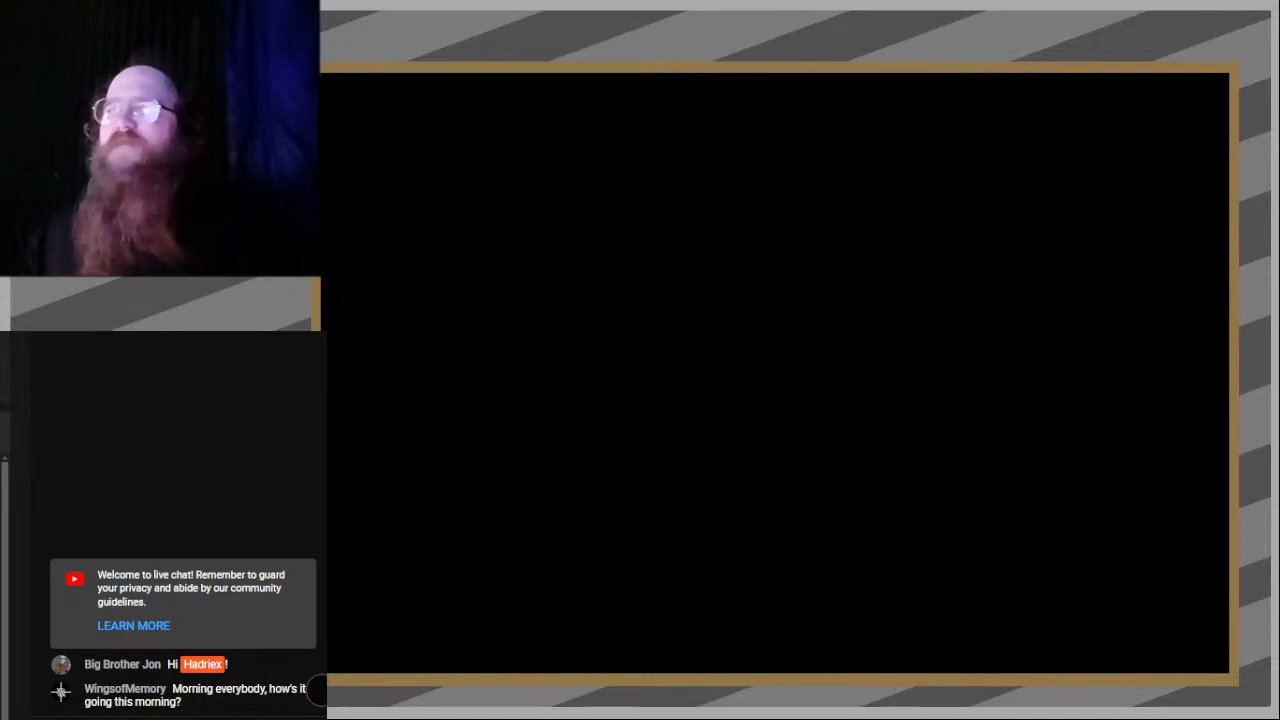 Welcome to live chat! Remember to guard
your privacy and abide by our community
guidelines.
LEARN MORE
Big Brother Jon Hi Hadriex !
WingsofMemory Morning everybody, how's it
going this morning?